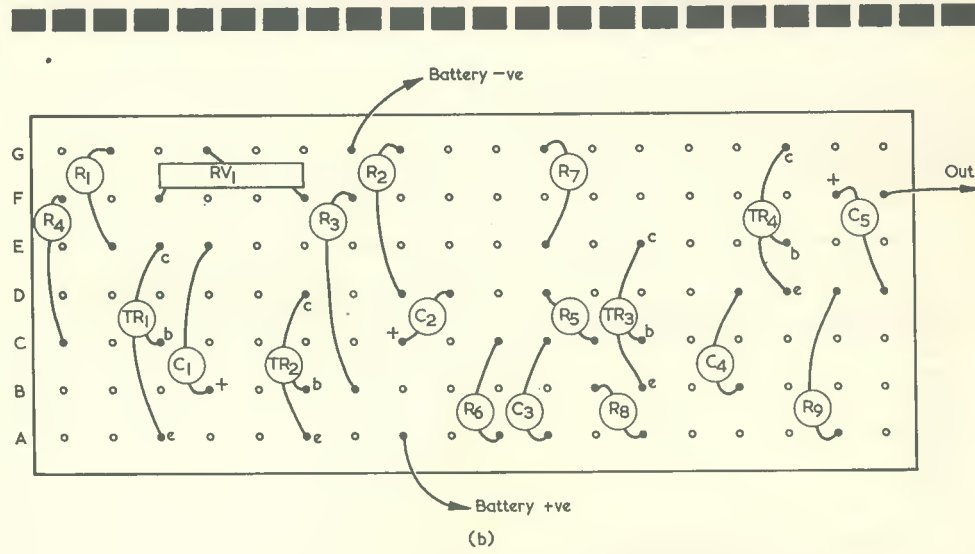 Battery -ve
G
R1
RV1
R2
R7
c
Out
F
R4
R3
TR4
+
C5
E
c
c
b
D
c
e
TR1
C2
R5
TR3
C
b
+
b
C1
TR2
C4
B
+
b
e
R6
C3
R8
R9
A
e
e
Battery +ve
(b)